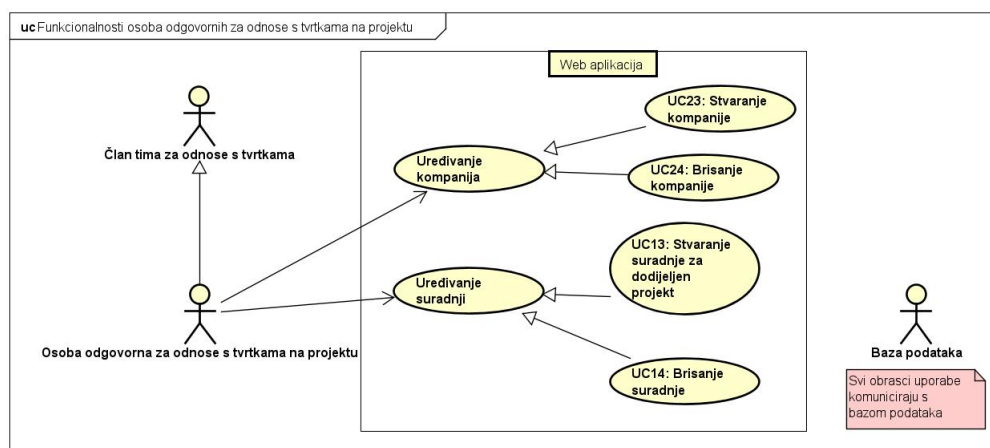 uc Funkcionalnosti osoba odgovornih za odnose s tvrtkama na projektu
Web aplikacija
Član tima za odnose s tvrtkama
Osoba odgovorna za odnose s tvrtkama na projektu
Uređivanje
kompanija
Uređivanje
suradnji
UC23: Stvaranje
kompanije
UC24: Brisanje
kompanije
UC13: Stvaranje
suradnje za
dodijeljen
projekt
UC14: Brisanje
suradnje
Baza podataka
Svi obrasci uporabe
komuniciraju s
bazom podataka